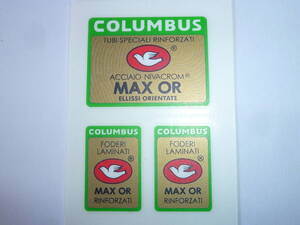 COLUMBUS
TUBI SPECIALI RINFORZATI
®
ACCIAIO NIVACROM®
MAX OR
ELLISSI ORIENTATE
COLUMBUS
FODERI
LAMINATI
®
MAX OR
RINFORZATI
COLUMBUS
FODERI
LAMINATI
®
MAX OR
RINFORZATI